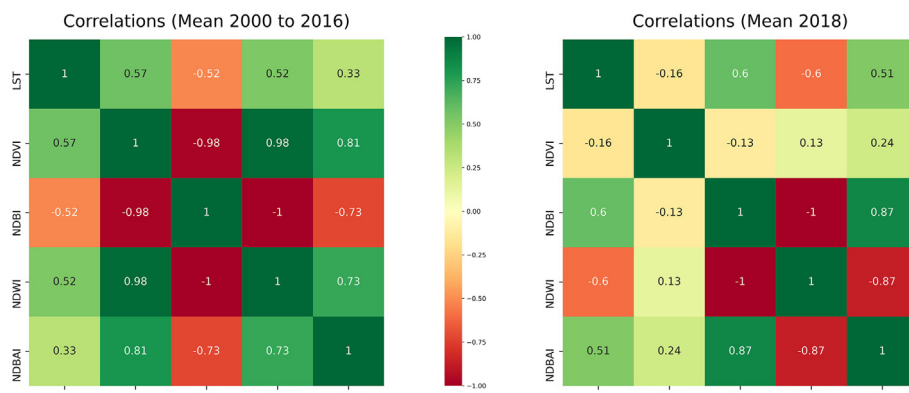 Correlations (Mean 2000 to 2016)
LST 1 0.57 -0.52 0.52 0.33
NDVI 0.57 1 -0.98 0.98 0.81
NDBI -0.52 -0.98 1 -1 -0.73
NDWI 0.52 0.98 -1 1 0.73
NDBAI 0.33 0.81 -0.73 0.73 1
1.00
0.75
0.50
0.25
0.00
−0.25
−0.50
−0.75
−1.00
Correlations (Mean 2018)
LST 1 -0.16 0.6 -0.6 0.51
NDVI -0.16 1 -0.13 0.13 0.24
NDBI 0.6 -0.13 1 -1 0.87
NDWI -0.6 0.13 -1 1 -0.87
NDBAI 0.51 0.24 0.87 -0.87 1